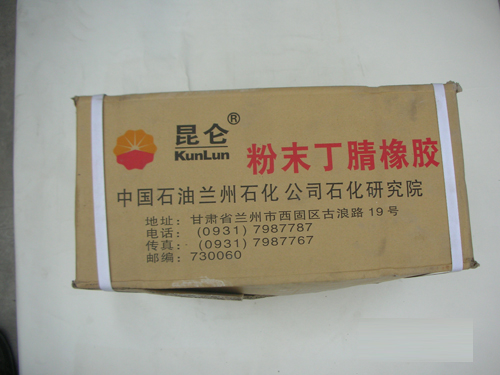 昆仑®
KunLun
粉末丁腈橡胶
中国石油兰州石化公司石化研究院
地址：甘肃省兰州市西固区古浪路19号
电话：(0931) 7987787
传真：(0931) 7987767
邮编：730060